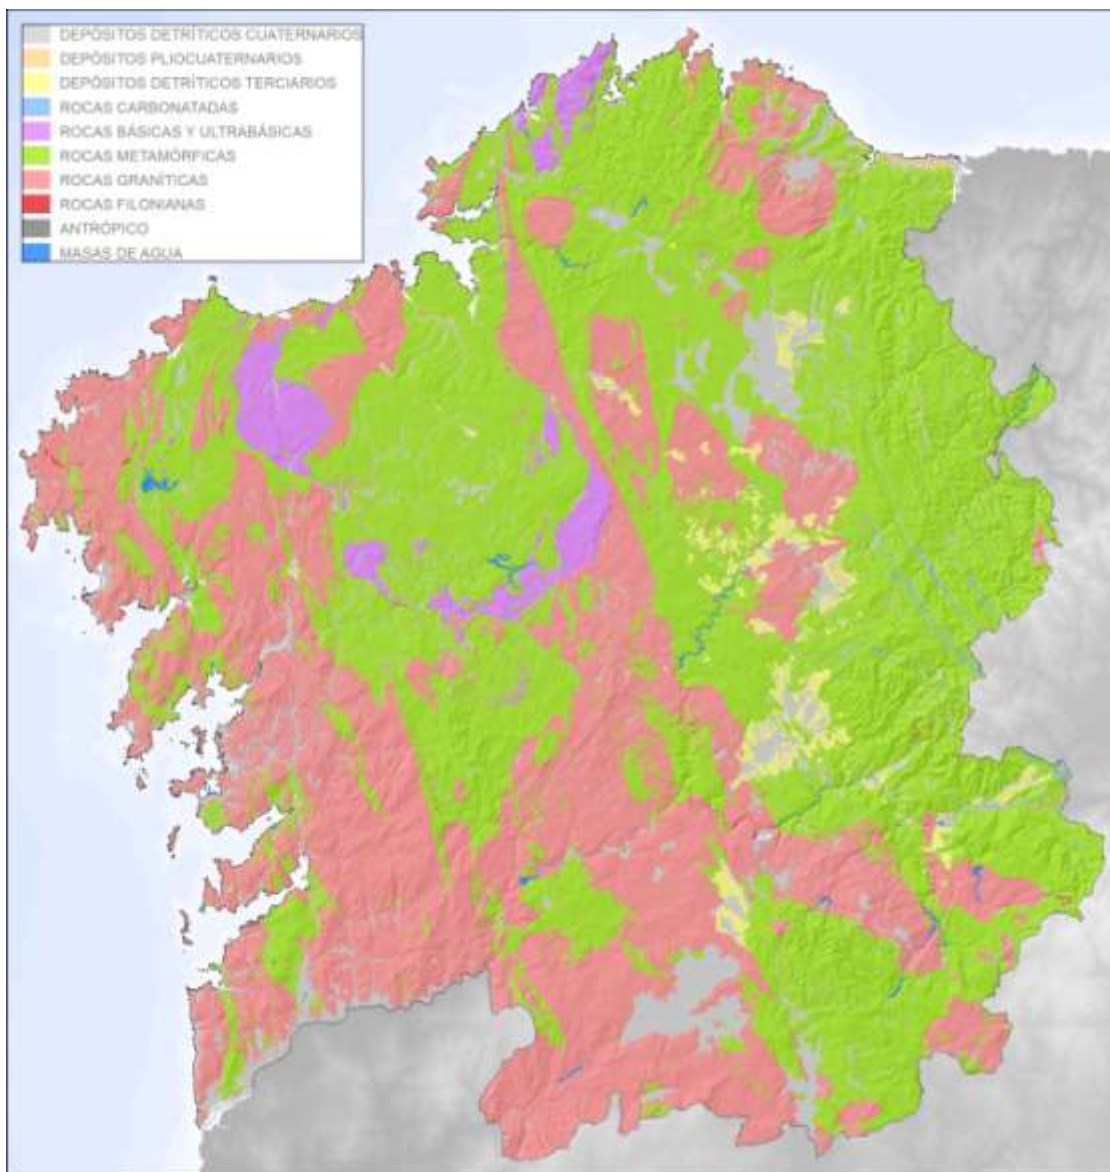 DEPÓSITOS DETRÍTICOS CUATERNARIOS
DEPÓSITOS PLIOCUATERNARIOS
DEPÓSITOS DETRÍTICOS TERCIARIOS
ROCAS CARBONATADAS
ROCAS BÁSICAS Y ULTRABÁSICAS
ROCAS METAMÓRFICAS
ROCAS GRANÍTICAS
ROCAS FILONIANAS
ANTRÓPICO
MASAS DE AGUA